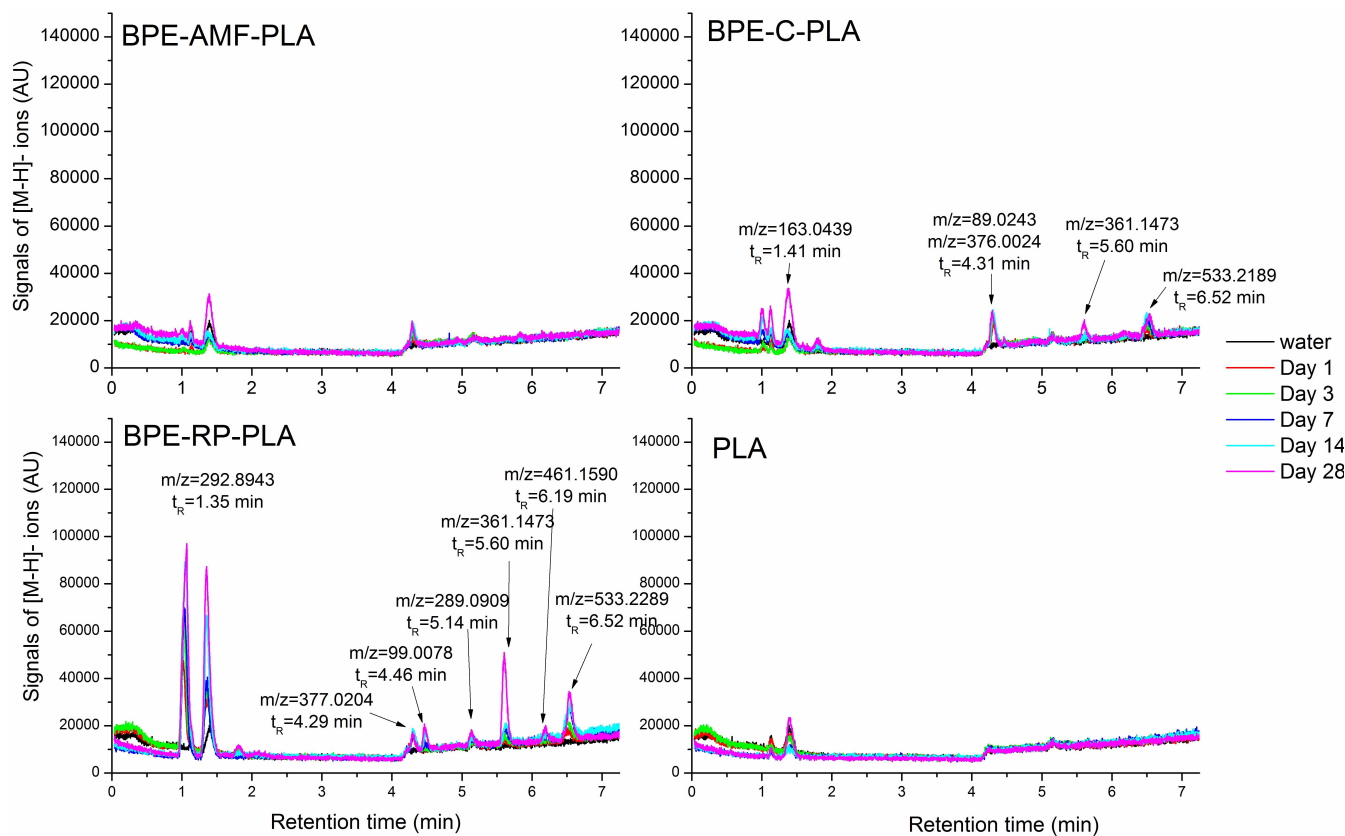 BPE-AMF-PLA
Signals of [M-H]- ions (AU)
140000
120000
100000
80000
60000
40000
20000
0
0 1 2 3 4 5 6 7
BPE-C-PLA
140000
120000
100000
80000
60000
40000
20000
0
m/z=163.0439
tR=1.41 min
m/z=89.0243
m/z=376.0024
tR=4.31 min
m/z=361.1473
tR=5.60 min
m/z=533.2189
tR=6.52 min
0 1 2 3 4 5 6 7
water
Day 1
Day 3
Day 7
Day 14
Day 28
BPE-RP-PLA
Signals of [M-H]- ions (AU)
140000
120000
100000
80000
60000
40000
20000
0
m/z=292.8943
tR=1.35 min
m/z=377.0204
tR=4.29 min
m/z=99.0078
tR=4.46 min
m/z=289.0909
tR=5.14 min
m/z=361.1473
tR=5.60 min
m/z=461.1590
tR=6.19 min
m/z=533.2289
tR=6.52 min
0 1 2 3 4 5 6 7
Retention time (min)
PLA
140000
120000
100000
80000
60000
40000
20000
0
0 1 2 3 4 5 6 7
Retention time (min)